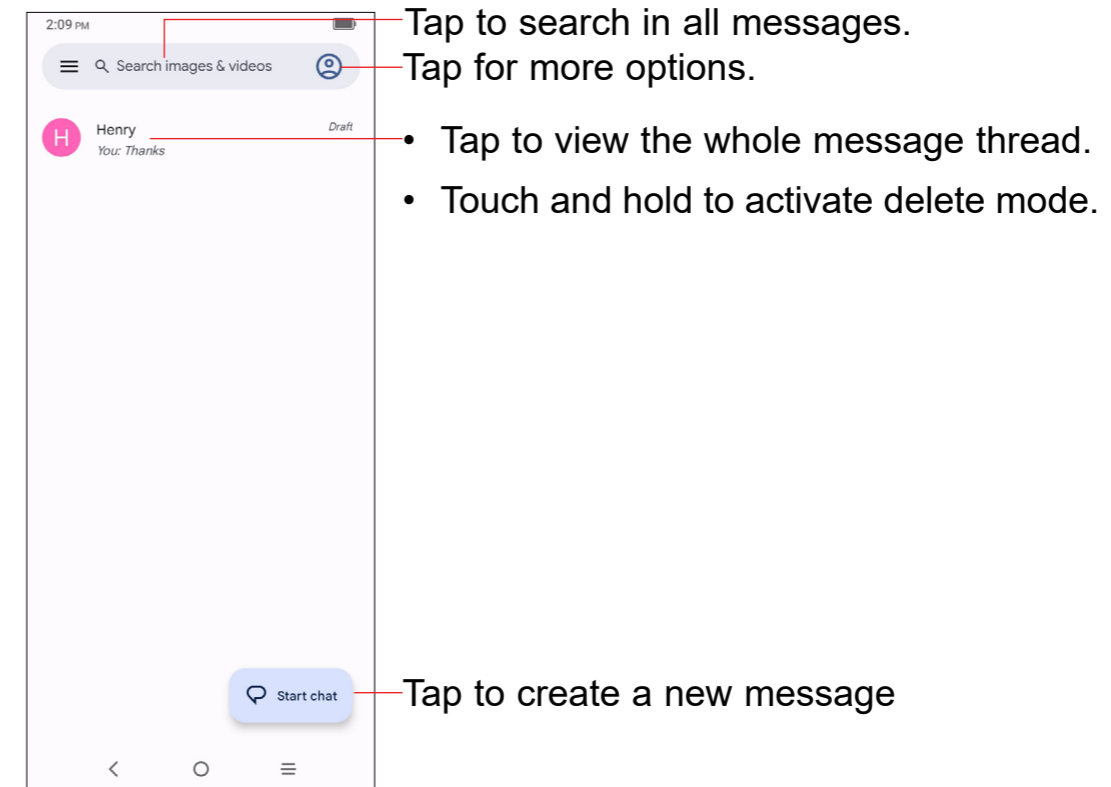 2:09 PM
Tap to search in all messages.
Search images & videos
Tap for more options.
H
Henry
Draft
You: Thanks
• Tap to view the whole message thread.
• Touch and hold to activate delete mode.
Start chat
Tap to create a new message